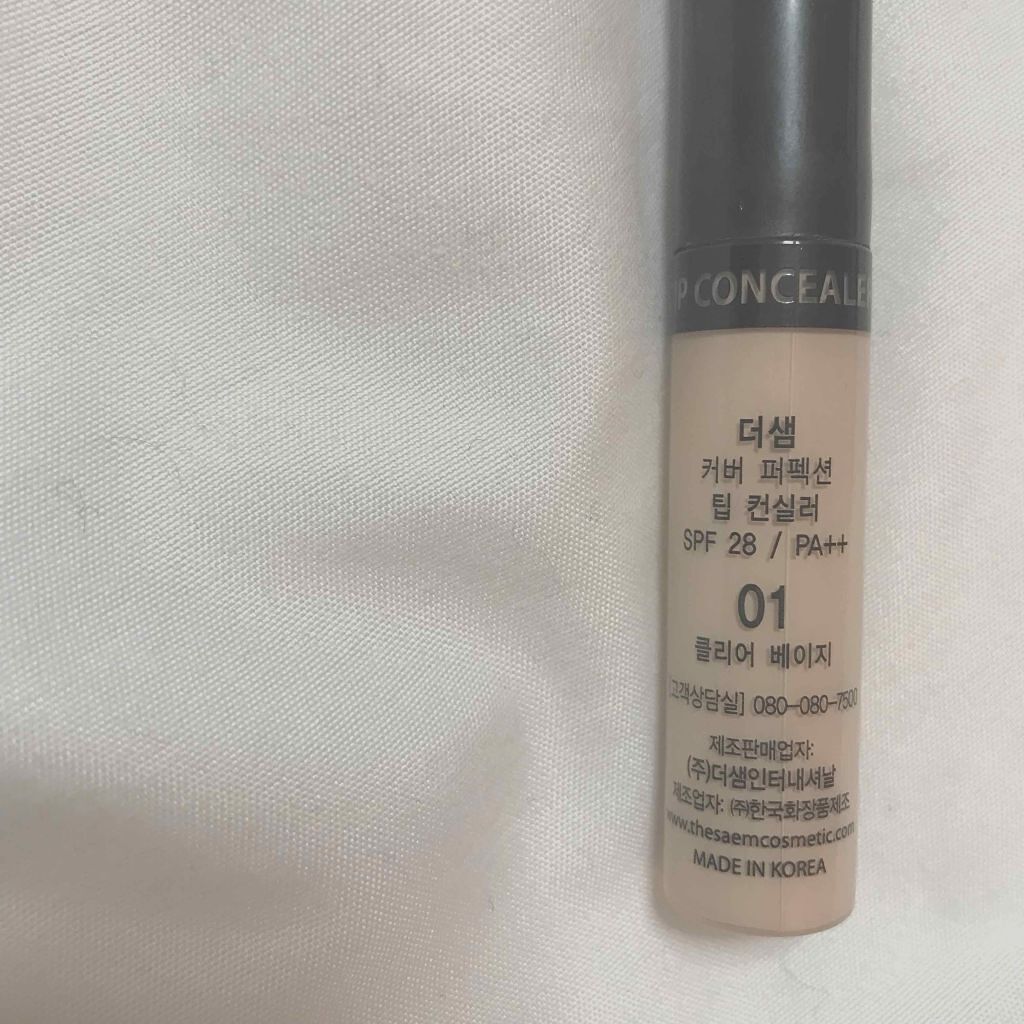 CONCEALE
더샘
커버 퍼펙션
팁 컨실러
SPF 28 / PA++
01
클리어 베이지
[고객상담실] 080-080-7500
제조판매업자:
(주)더샘인터내셔날
제조업자: ㈜한국화장품제조
www.thesaemcosmetic.com
MADE IN KOREA